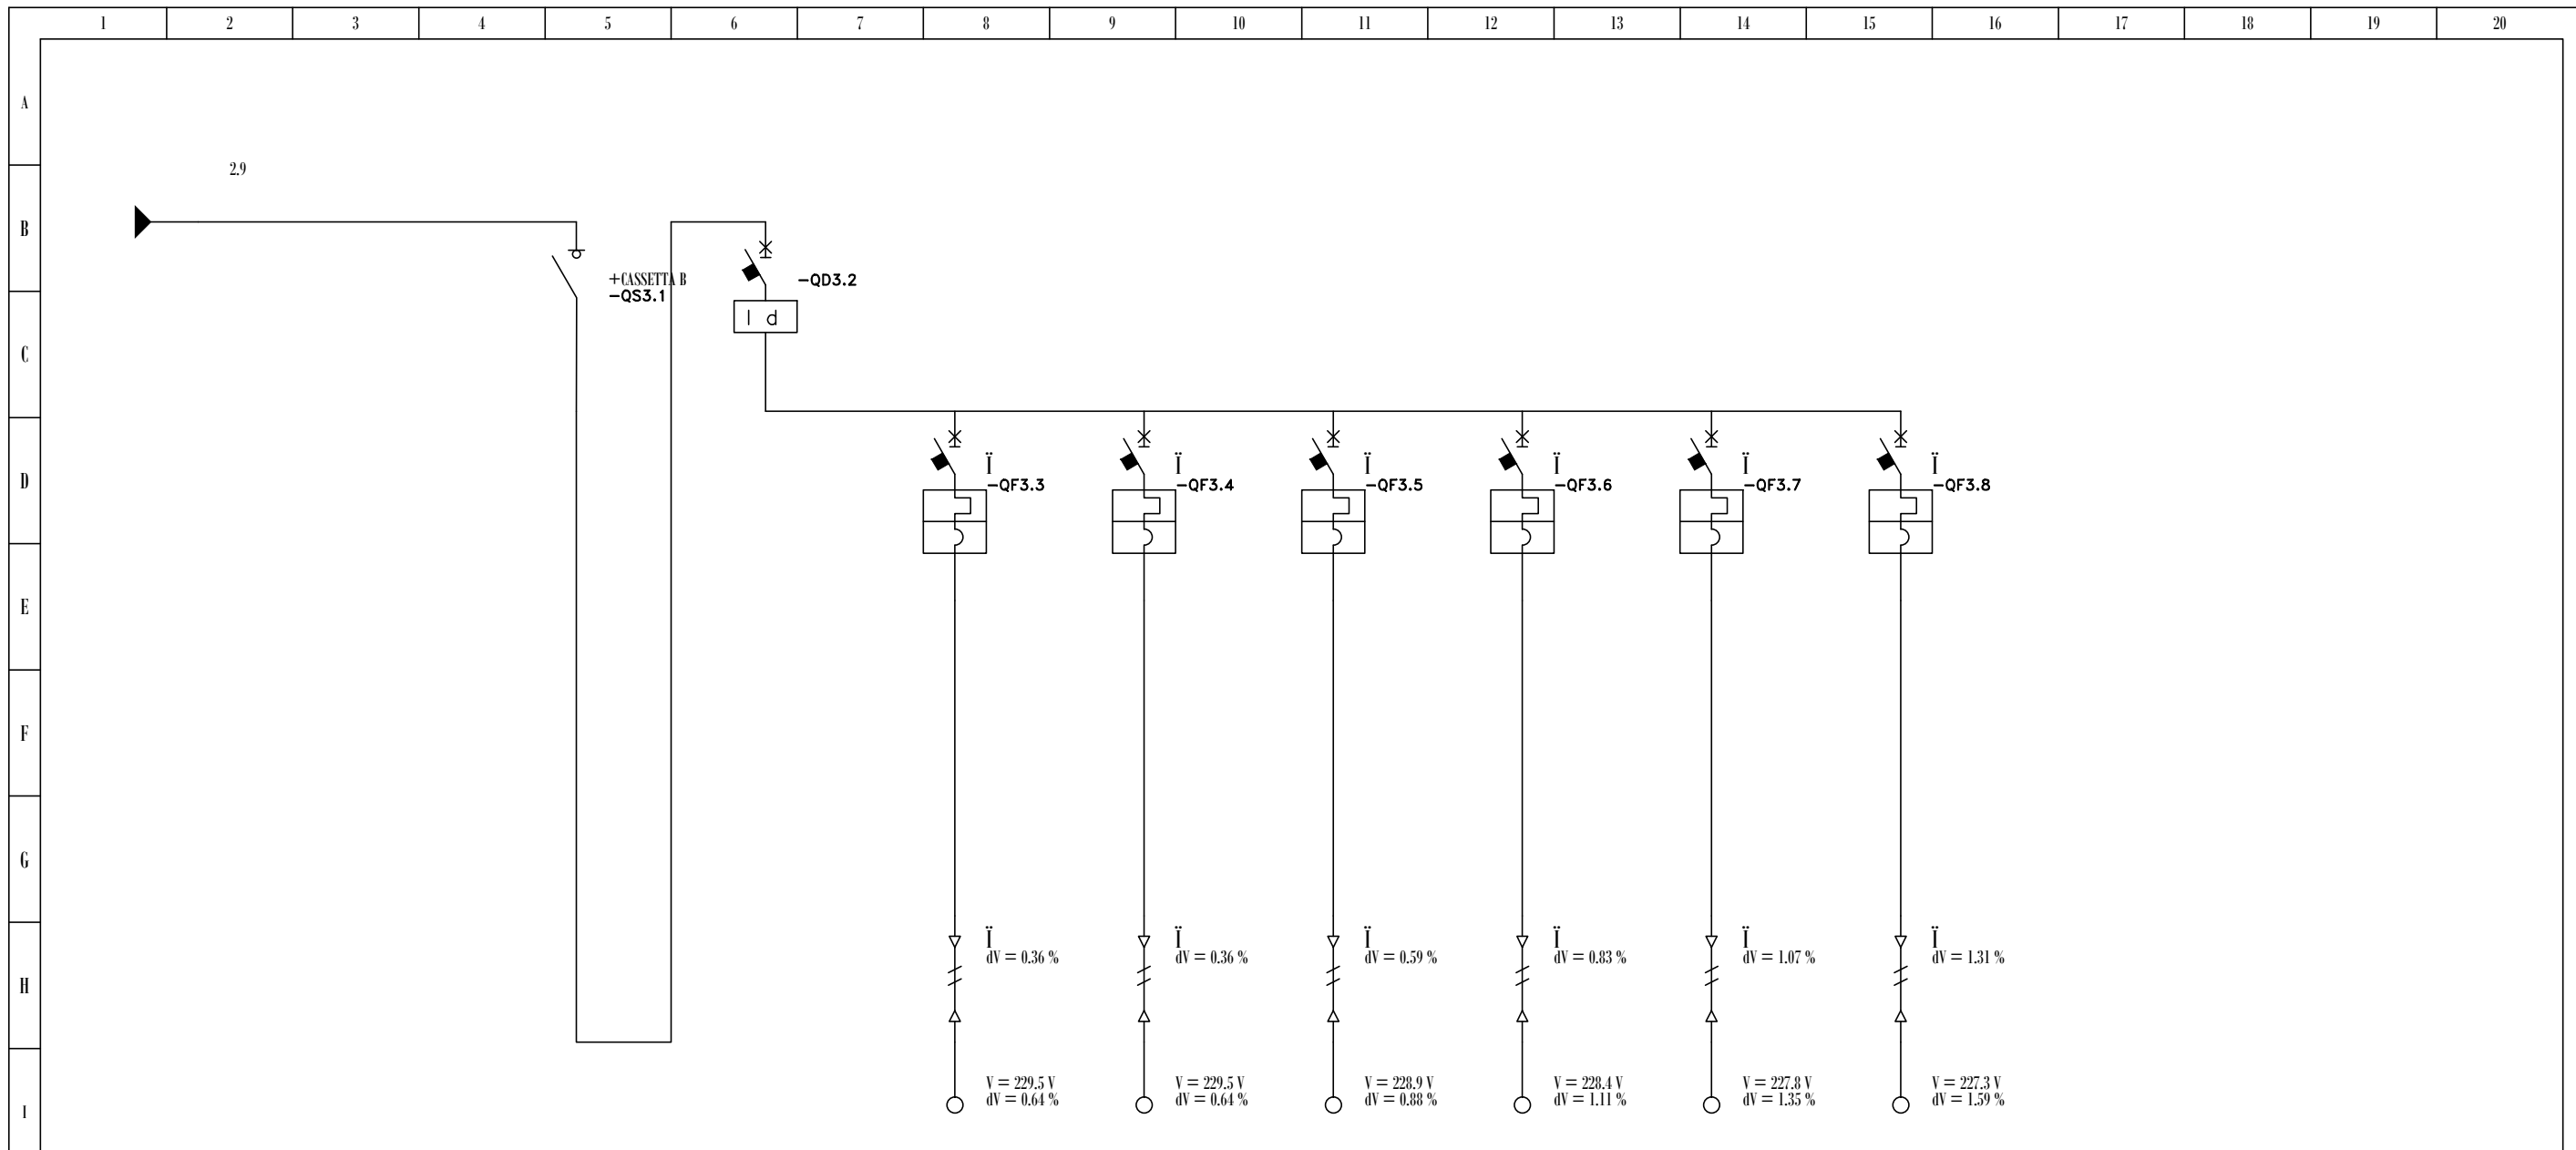 1 2 3 4 5 6 7 8 9 10 11 12 13 14 15 16 17 18 19 20
A
2.9
B
+CASSETTA B
-QS3.1
-QD3.2
I d
C
D
Ï Ï Ï Ï Ï Ï
-QF3.3 -QF3.4 -QF3.5 -QF3.6 -QF3.7 -QF3.8
E
F
G
H
Ï Ï Ï Ï Ï Ï
dV = 0.36 % dV = 0.36 % dV = 0.59 % dV = 0.83 % dV = 1.07 % dV = 1.31 %
I
V = 229.5 V V = 229.5 V V = 228.9 V V = 228.4 V V = 227.8 V V = 227.3 V
dV = 0.64 % dV = 0.64 % dV = 0.88 % dV = 1.11 % dV = 1.35 % dV = 1.59 %